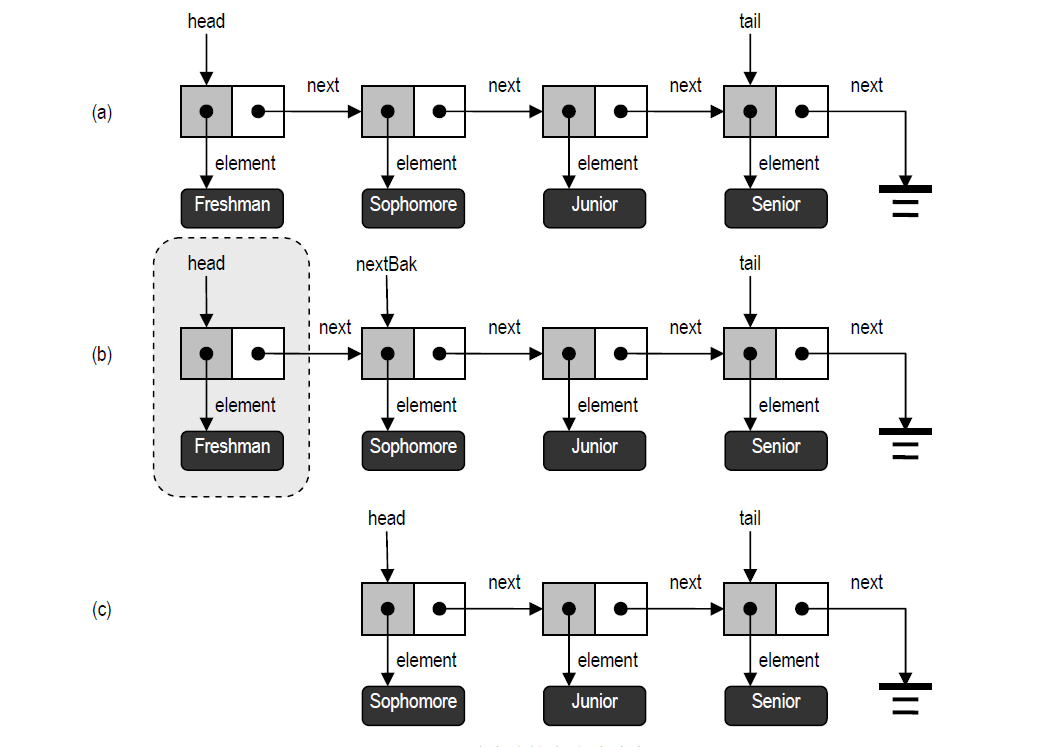 head tail
next next next next
(a)
element element element element
Freshman Sophomore Junior Senior
head nextBak tail
next next next next
(b)
element element element element
Freshman Sophomore Junior Senior
head tail
next next next
(c)
element element element
Sophomore Junior Senior